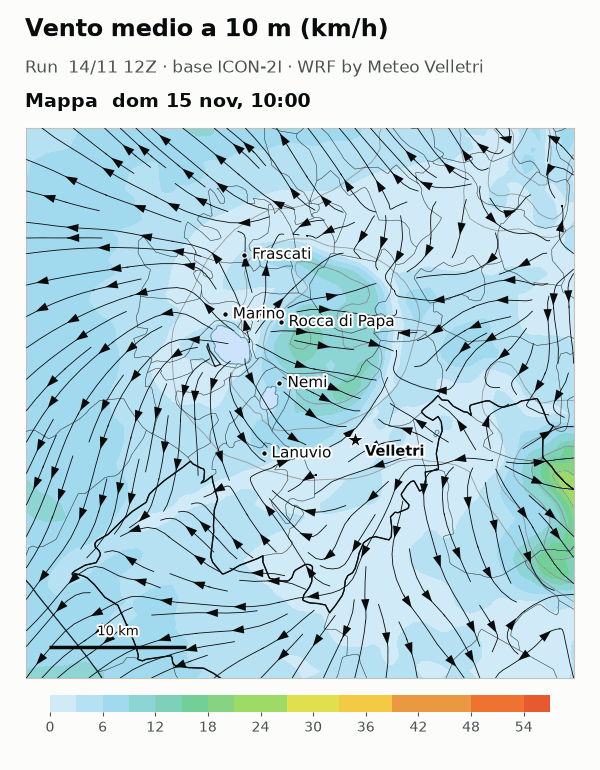 Vento medio a 10 m (km/h)
Run  14/11 12Z · base ICON-2I · WRF by Meteo Velletri
Mappa  dom 15 nov, 10:00
Frascati
Marino
Rocca di Papa
Nemi
Velletri
Lanuvio
10 km
0 6 12 18 24 30 36 42 48 54